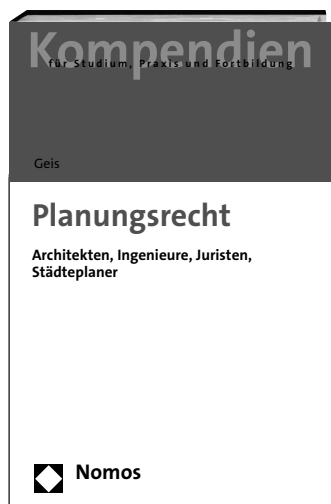 Kompendien
für Studium, Praxis und Fortbildung
Geis
Planungsrecht
Architekten, Ingenieure, Juristen,
Städteplaner
Nomos